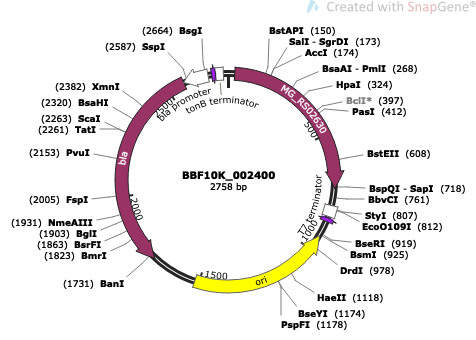 Created with SnapGene®
(2664) BsgI
(2587) SspI
(2382) XmnI
(2320) BsaHI
(2263) ScaI
(2261) TatI
(2153) PvuI
(2005) FspI
(1931) NmeAIII
(1903) BglI
(1863) BsrFI
(1823) BmrI
(1731) BanI
BstAPI (150)
SalI - SgrDI (173)
AccI (174)
BsaAI - PmlI (268)
HpaI (324)
BclI* (397)
PasI (412)
BstEII (608)
BspQI - SapI (718)
BbvCI (761)
StyI (807)
EcoO109I (812)
BseRI (919)
BsmI (925)
DrdI (978)
HaeII (1118)
BseYI (1174)
PspFI (1178)
bla promoter
tonB terminator
MG_RS02630
T7 terminator
ori
bla
500
1000
1500
2000
2500
BBF10K_002400
2758 bp